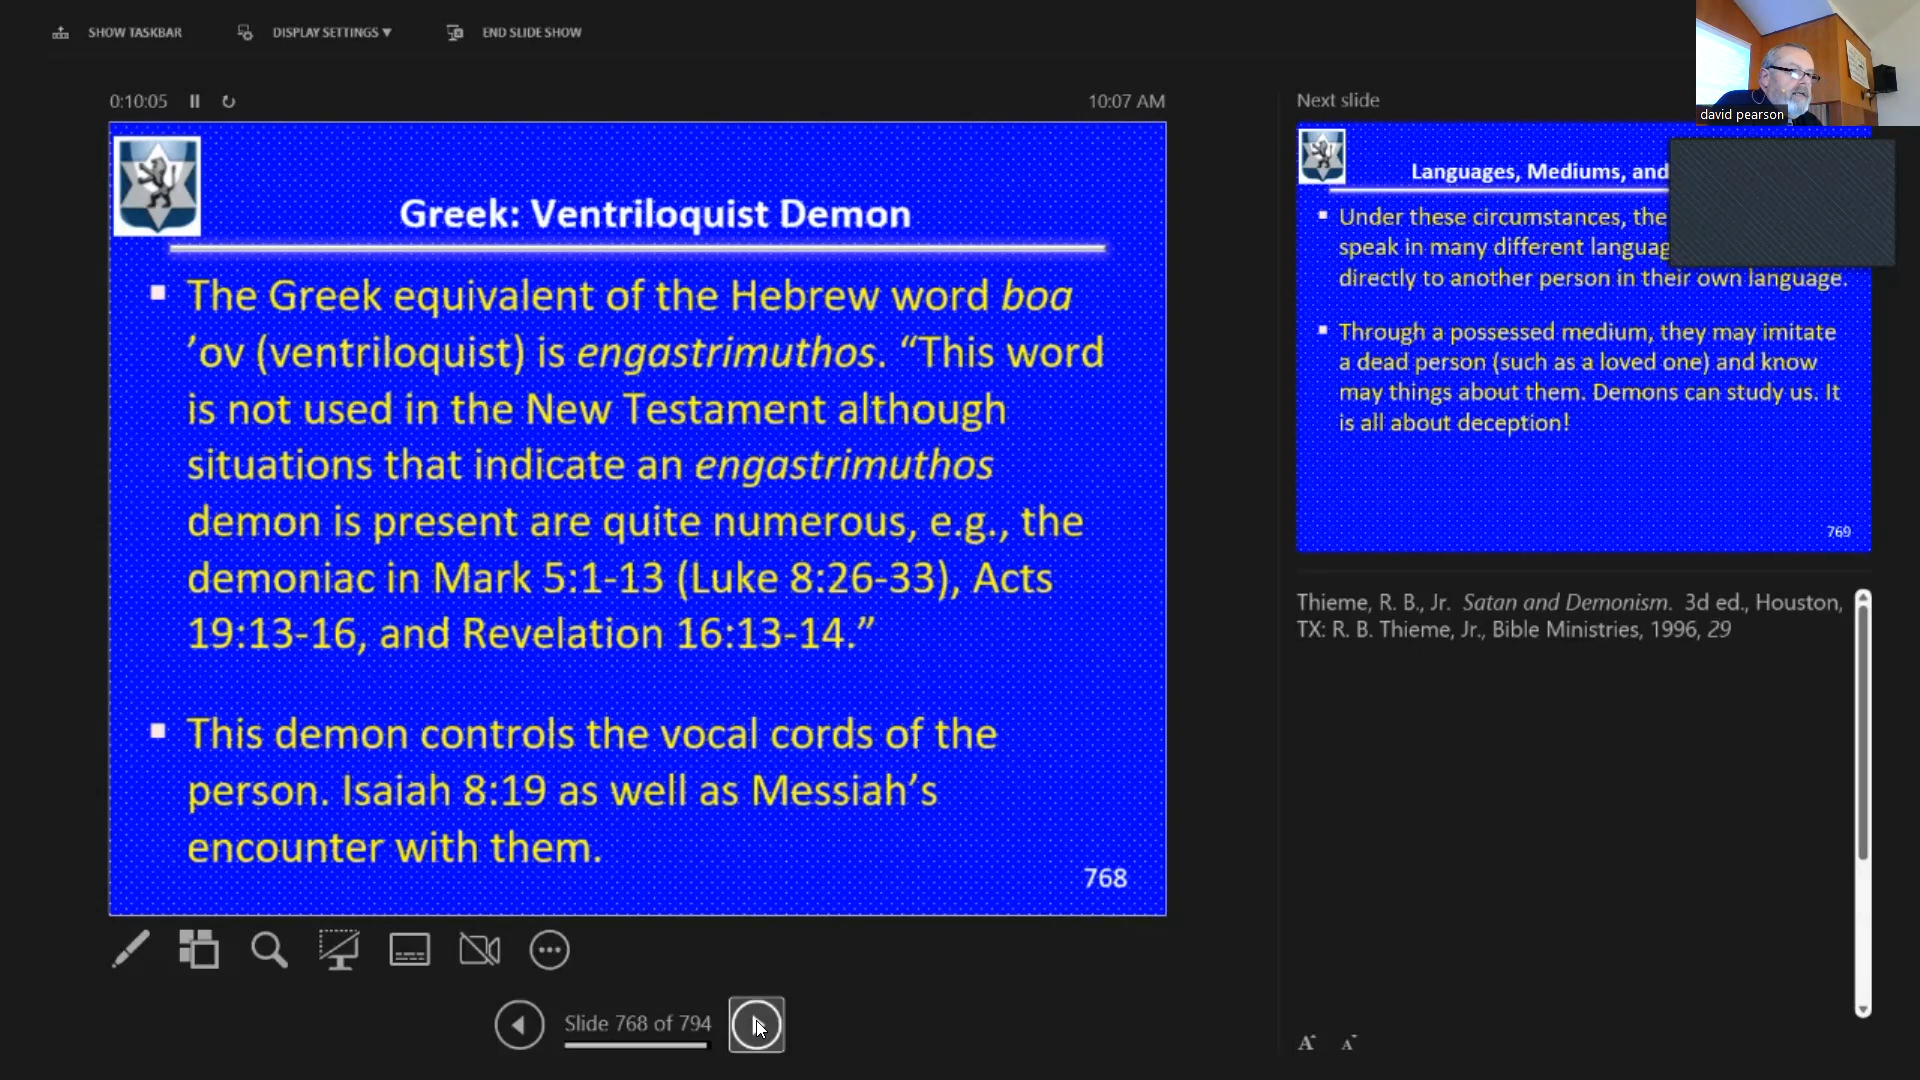 SHOW TASKBAR
DISPLAY SETTINGS ▼
END SLIDE SHOW
0:10:05
10:07 AM
Greek: Ventriloquist Demon
The Greek equivalent of the Hebrew word boa
’ov (ventriloquist) is engastrimuthos. “This word
is not used in the New Testament although
situations that indicate an engastrimuthos
demon is present are quite numerous, e.g., the
demoniac in Mark 5:1-13 (Luke 8:26-33), Acts
19:13-16, and Revelation 16:13-14.”
This demon controls the vocal cords of the
person. Isaiah 8:19 as well as Messiah’s
encounter with them.
768
Slide 768 of 794
Next slide
david pearson
Languages, Mediums, and
Under these circumstances, the
speak in many different
directly to another person in their own language.
Through a possessed medium, they may imitate
a dead person (such as a loved one) and know
may things about them. Demons can study us. It
is all about deception!
769
Thieme, R. B., Jr. Satan and Demonism. 3d ed., Houston,
TX: R. B. Thieme, Jr., Bible Ministries, 1996, 29
A A